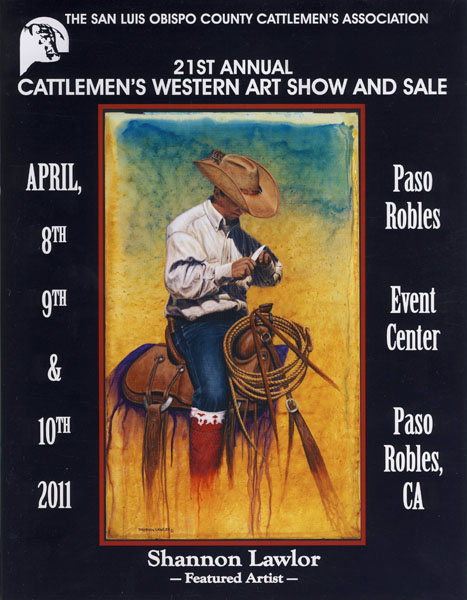 THE SAN LUIS OBISPO COUNTY CATTLEMEN'S ASSOCIATION
21ST ANNUAL
CATTLEMEN'S WESTERN ART SHOW AND SALE
APRIL,
8TH
9TH
&
10TH
2011
Paso
Robles
Event
Center
Paso
Robles,
CA
Shannon Lawlor
– Featured Artist –